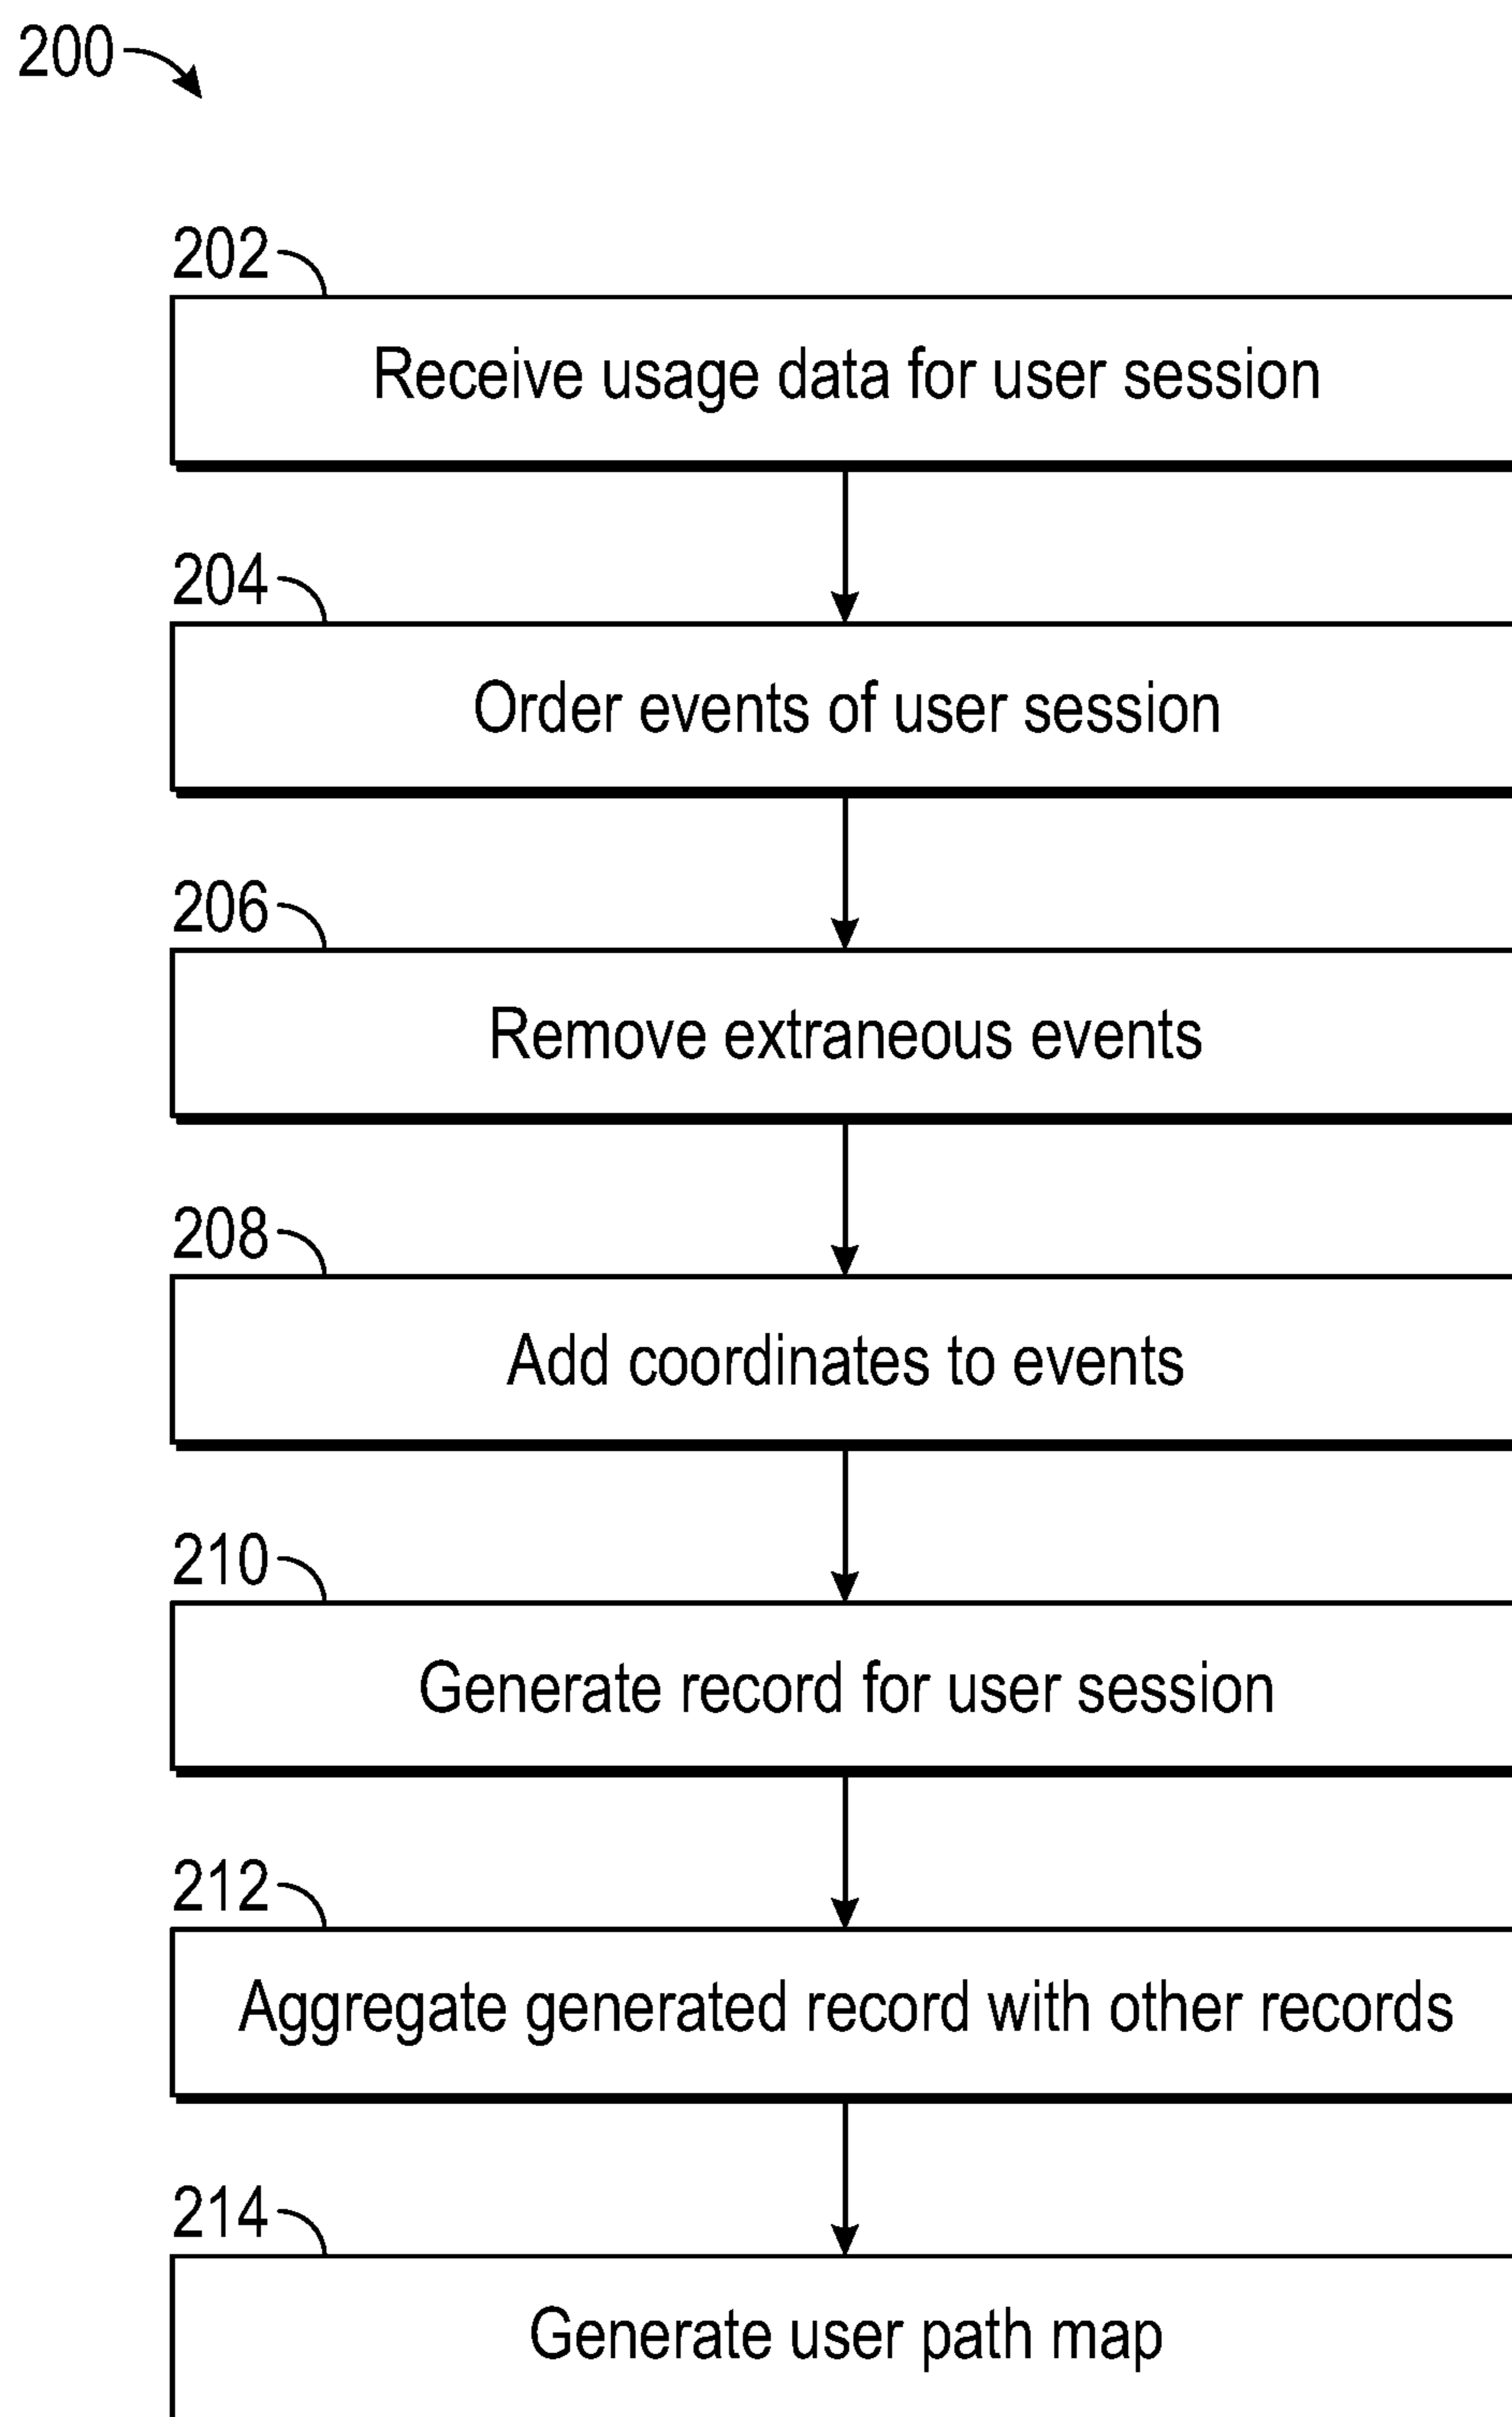 200
202
Receive usage data for user session
204
Order events of user session
206
Remove extraneous events
208
Add coordinates to events
210
Generate record for user session
212
Aggregate generated record with other records
214
Generate user path map